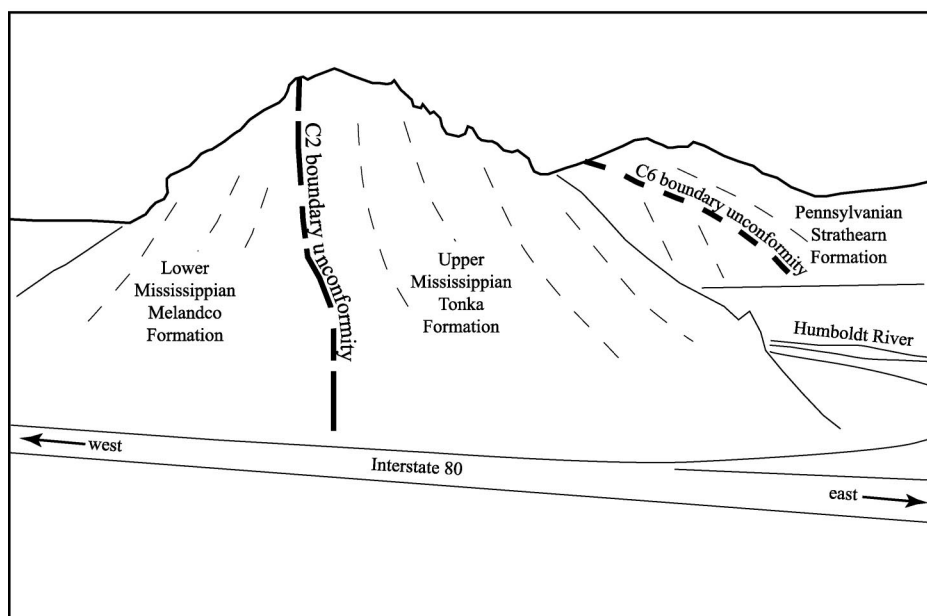 C2 boundary unconformity
C6 boundary unconformity
Pennsylvanian
Strathearn
Formation
Lower
Mississippian
Melandco
Formation
Upper
Mississippian
Tonka
Formation
Humboldt River
west
Interstate 80
east